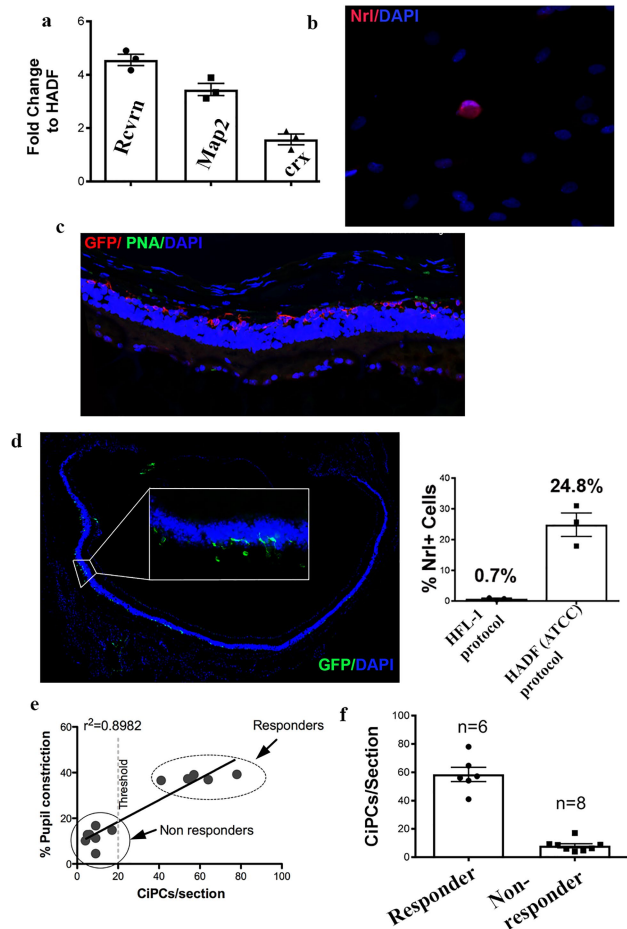 a
Fold Change
to HADF
6
4
2
0
Rcvrn
Map2
crx
b
Nrl/DAPI
c
GFP/ PNA/DAPI
d
GFP/DAPI
% Nrl+ Cells
40
30
20
10
0
0.7%
24.8%
HFL-1
protocol
HADF (ATCC)
protocol
e
r²=0.8982
% Pupil constriction
60
40
20
0
Threshold
Responders
Non responders
0 20 40 60 80 100
CiPCs/section
f
CiPCs/Section
100
80
60
40
20
0
n=6
n=8
Responder
Non-
responder